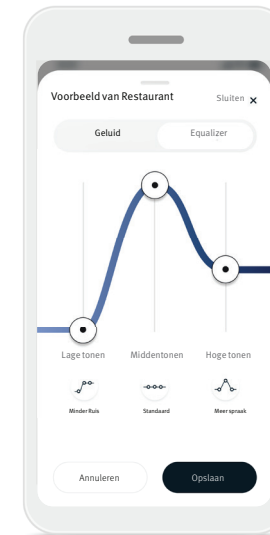 Voorbeeld van Restaurant Sluiten ×
Geluid Equalizer
Lage tonen Middentonen Hoge tonen
Minder Ruis Standaard Meer spraak
Annuleren Opslaan